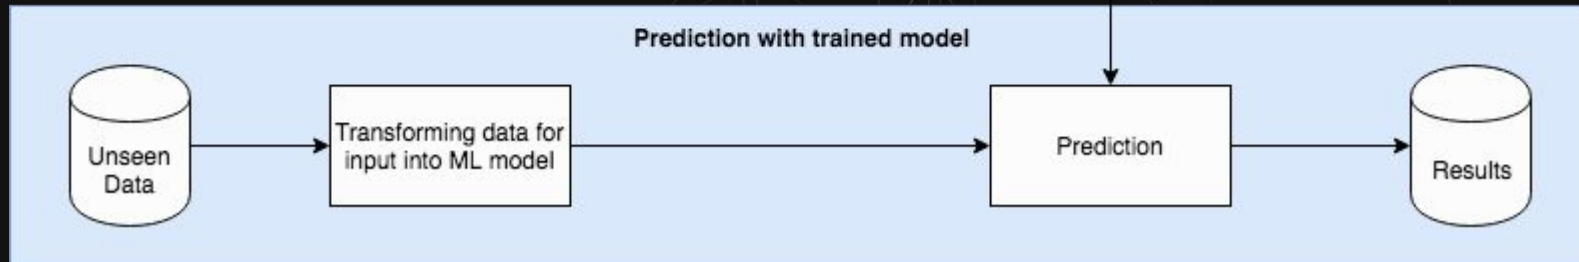 Prediction with trained model
Unseen
Data
Transforming data for
input into ML model
Prediction
Results